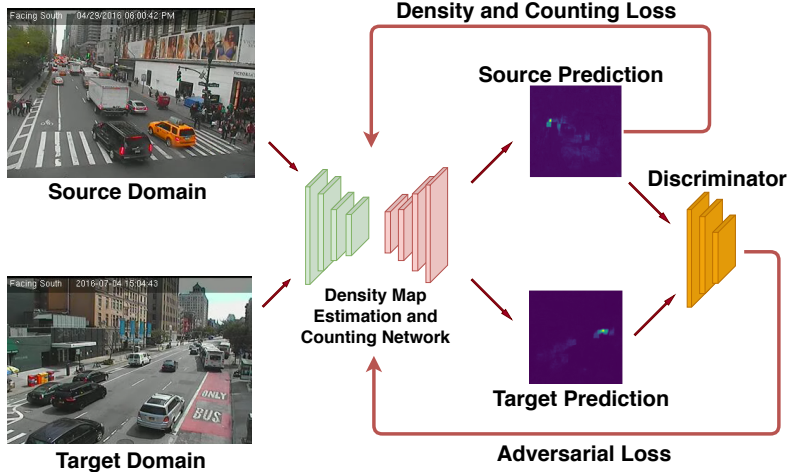 Density and Counting Loss
Facing South 04/29/2016 06:00:42 PM
Source Domain
Source Prediction
Discriminator
Density Map
Estimation and
Counting Network
Facing South 2016-07-04 15:04:43
ONLY
BUS
Target Domain
Target Prediction
Adversarial Loss